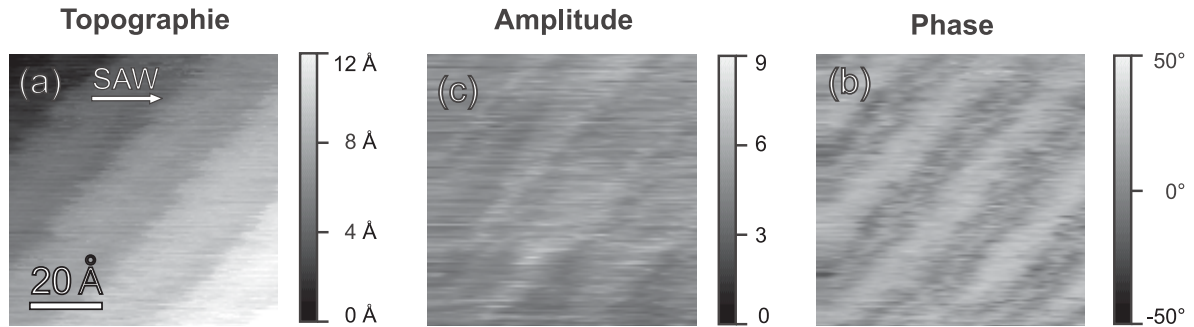 Topographie
(a)
SAW
20 Å
12 Å
8 Å
4 Å
0 Å
Amplitude
(c)
9
6
3
0
Phase
(b)
50°
0°
-50°